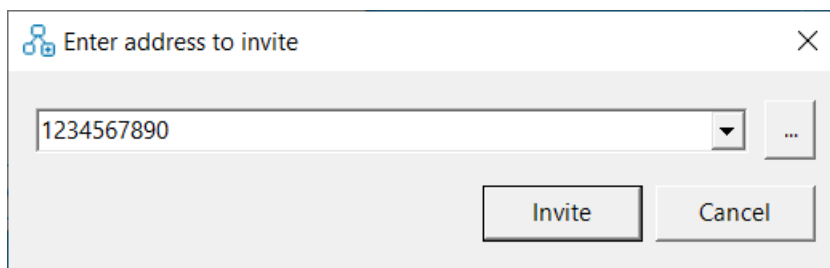 Enter address to invite
1234567890
...
Invite
Cancel